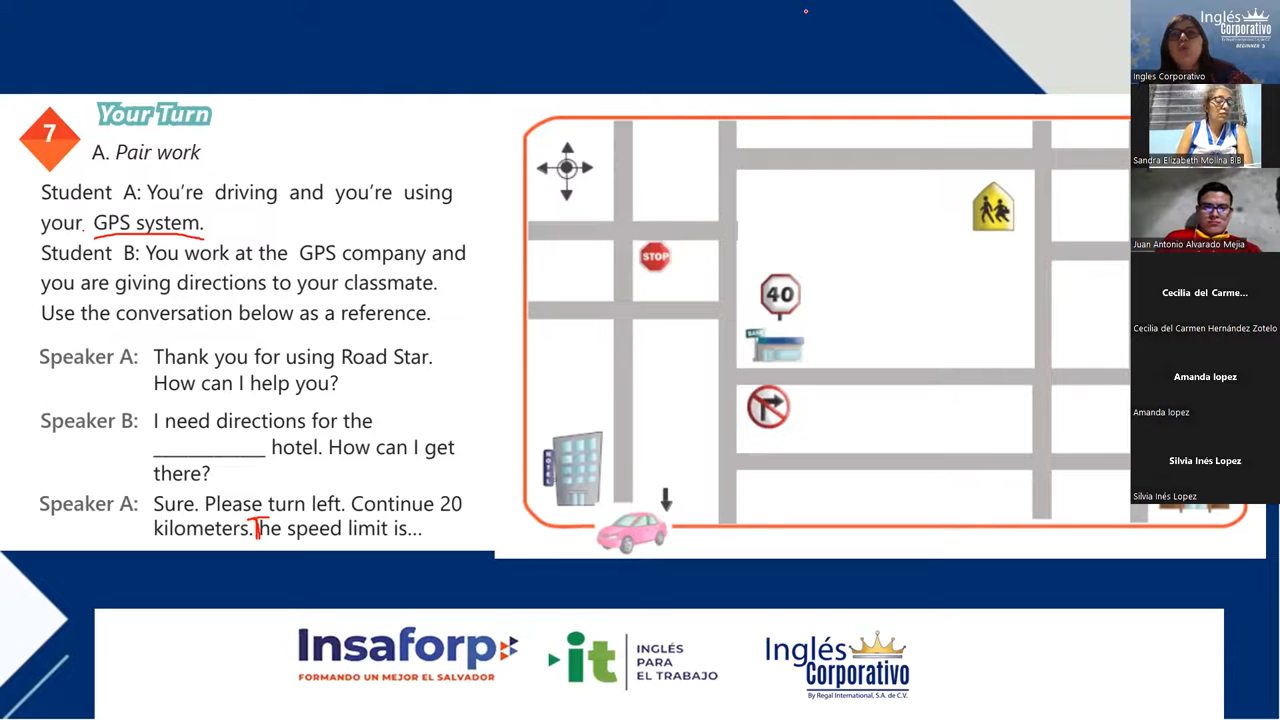 7
Your Turn
A. Pair work
Student A: You're driving and you're using
your GPS system.
Student B: You work at the GPS company and
you are giving directions to your classmate.
Use the conversation below as a reference.
Speaker A: Thank you for using Road Star.
How can I help you?
Speaker B: I need directions for the
____________ hotel. How can I get
there?
Speaker A: Sure. Please turn left. Continue 20
kilometers. The speed limit is...
STOP
40
BANK
HOTEL
Inglés
Corporativo
By Regal International, S.A. de C.V.
BEGINNER 3
Ingles Corporativo
Sandra Elizabeth Molina BIB
Juan Antonio Alvarado Mejia
Cecilia del Carme...
Cecilia del Carmen Hernández Zotelo
Amanda lopez
Amanda lopez
Silvia Inés Lopez
Silvia Inés Lopez
Insaforp
FORMANDO UN MEJOR EL SALVADOR
it
INGLÉS
PARA
EL TRABAJO
Inglés
Corporativo
By Regal International, S.A. de C.V.